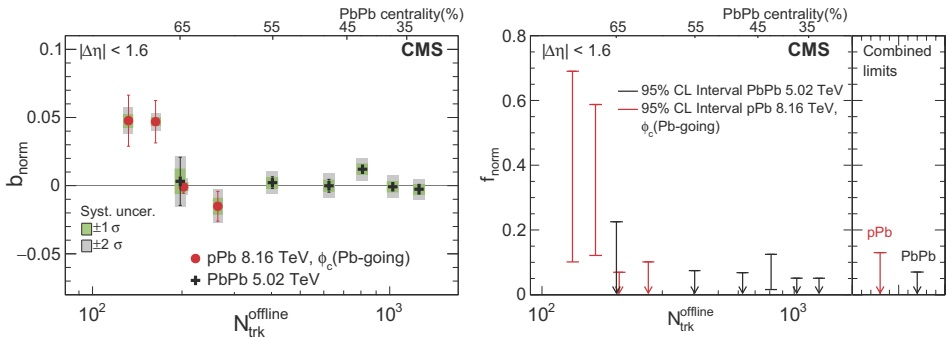 PbPb centrality(%)
65 55 45 35
0.1
0.05
0
−0.05
b_norm
|Δη| < 1.6
CMS
Syst. uncer.
±1 σ
±2 σ
pPb 8.16 TeV, ϕ_c(Pb-going)
PbPb 5.02 TeV
10^2 10^3
N_trk^offline
PbPb centrality(%)
65 55 45 35
0.8
0.6
0.4
0.2
0
f_norm
|Δη| < 1.6
CMS
95% CL Interval PbPb 5.02 TeV
95% CL Interval pPb 8.16 TeV,
ϕ_c(Pb-going)
10^2 10^3
N_trk^offline
Combined
limits
pPb
PbPb